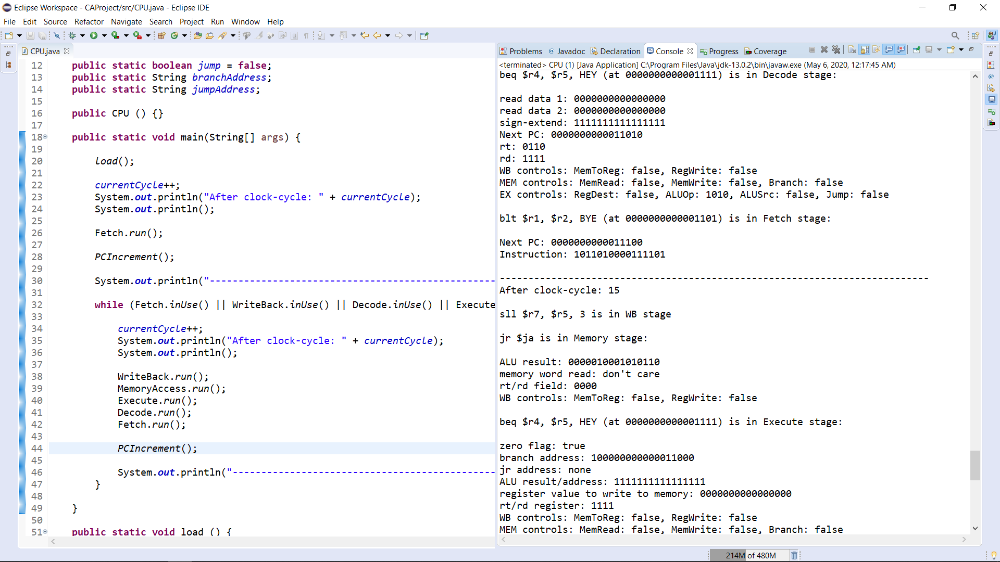 Eclipse Workspace - CAProject/src/CPU.java - Eclipse IDE
File Edit Source Refactor Navigate Search Project Run Window Help
CPU.java
12 public static boolean jump = false;
13 public static String branchAddress;
14 public static String jumpAddress;
15
16 public CPU () {}
17
18 public static void main(String[] args) {
19
20 load();
21
22 currentCycle++;
23 System.out.println("After clock-cycle: " + currentCycle);
24 System.out.println();
25
26 Fetch.run();
27
28 PCIncrement();
29
30 System.out.println("--------------------------------------------------
31
32 while (Fetch.inUse() || WriteBack.inUse() || Decode.inUse() || Execute
33
34 currentCycle++;
35 System.out.println("After clock-cycle: " + currentCycle);
36 System.out.println();
37
38 WriteBack.run();
39 MemoryAccess.run();
40 Execute.run();
41 Decode.run();
42 Fetch.run();
43
44 PCIncrement();
45
46 System.out.println("----------------------------------------------
47 }
48
49 }
50
51 public static void load () {
Problems @ Javadoc Declaration Console Progress Coverage
<terminated> CPU (1) [Java Application] C:\Program Files\Java\jdk-13.0.2\bin\javaw.exe (May 6, 2020, 12:17:45 AM)
beq $r4, $r5, HEY (at 0000000000001111) is in Decode stage:
read data 1: 0000000000000000
read data 2: 0000000000000000
sign-extend: 1111111111111111
Next PC: 0000000000011010
rt: 0110
rd: 1111
WB controls: MemToReg: false, RegWrite: false
MEM controls: MemRead: false, MemWrite: false, Branch: false
EX controls: RegDest: false, ALUOp: 1010, ALUSrc: false, Jump: false
blt $r1, $r2, BYE (at 0000000000001101) is in Fetch stage:
Next PC: 0000000000011100
Instruction: 1011010000111101
---------------------------------------------------------------------------
After clock-cycle: 15
sll $r7, $r5, 3 is in WB stage
jr $ja is in Memory stage:
ALU result: 0000010001010110
memory word read: don't care
rt/rd field: 0000
WB controls: MemToReg: false, RegWrite: false
beq $r4, $r5, HEY (at 0000000000001111) is in Execute stage:
zero flag: true
branch address: 100000000000011000
jr address: none
ALU result/address: 1111111111111111
register value to write to memory: 0000000000000000
rt/rd register: 1111
WB controls: MemToReg: false, RegWrite: false
MEM controls: MemRead: false, MemWrite: false, Branch: false
214M of 480M